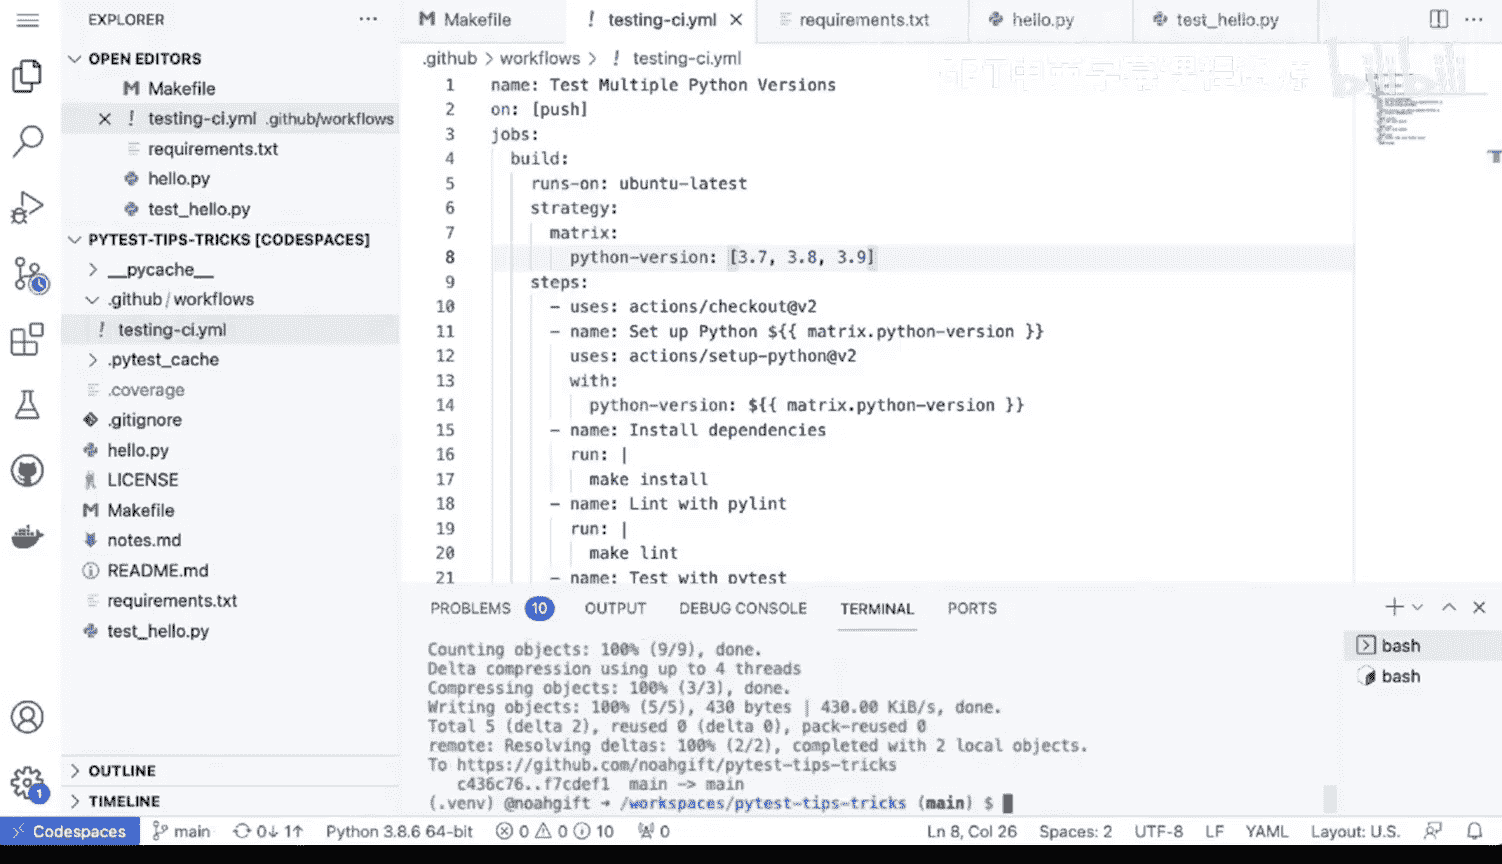 EXPLORER
OPEN EDITORS
Makefile
testing-ci.yml .github/workflows
requirements.txt
hello.py
test_hello.py
PYTEST-TIPS-TRICKS [CODESPACES]
__pycache__
.github/workflows
testing-ci.yml
.pytest_cache
.coverage
.gitignore
hello.py
LICENSE
Makefile
notes.md
README.md
requirements.txt
test_hello.py
OUTLINE
TIMELINE
Makefile
testing-ci.yml
requirements.txt
hello.py
test_hello.py
.github > workflows > ! testing-ci.yml
1 name: Test Multiple Python Versions
2 on: [push]
3 jobs:
4 build:
5 runs-on: ubuntu-latest
6 strategy:
7 matrix:
8 python-version: [3.7, 3.8, 3.9]
9 steps:
10 - uses: actions/checkout@v2
11 - name: Set up Python ${{ matrix.python-version }}
12 uses: actions/setup-python@v2
13 with:
14 python-version: ${{ matrix.python-version }}
15 - name: Install dependencies
16 run: |
17 make install
18 - name: Lint with pylint
19 run: |
20 make lint
21 - name: Test with pytest
PROBLEMS 10 OUTPUT DEBUG CONSOLE TERMINAL PORTS
Counting objects: 100% (9/9), done.
Delta compression using up to 4 threads
Compressing objects: 100% (3/3), done.
Writing objects: 100% (5/5), 430 bytes | 430.00 KiB/s, done.
Total 5 (delta 2), reused 0 (delta 0), pack-reused 0
remote: Resolving deltas: 100% (2/2), completed with 2 local objects.
To https://github.com/noahgift/pytest-tips-tricks
c436c76..f7cdef1 main -> main
(.venv) @noahgift ➜ /workspaces/pytest-tips-tricks (main) $
bash
bash
1
Codespaces main 0↓ 1↑ Python 3.8.6 64-bit 0 0 10 0 Ln 8, Col 26 Spaces: 2 UTF-8 LF YAML Layout: U.S.